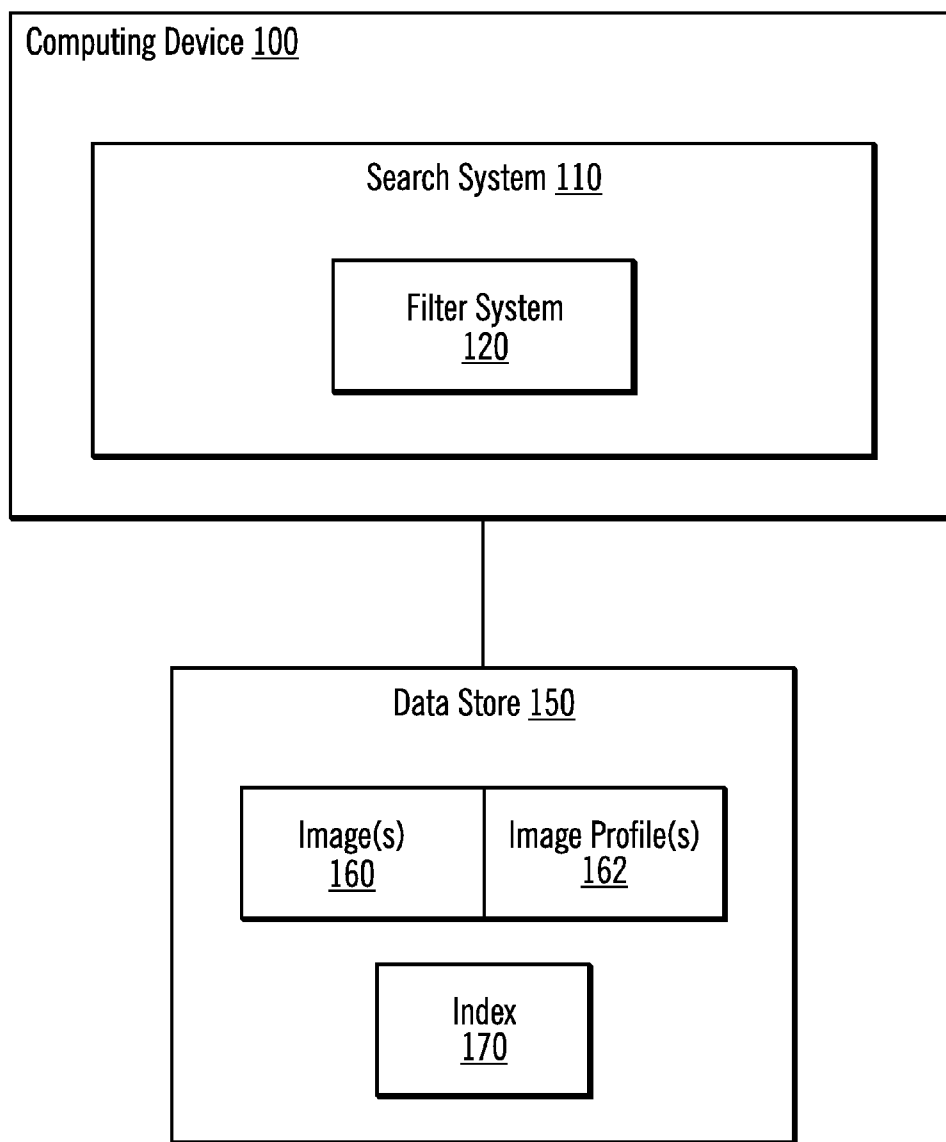 Computing Device 100
Search System 110
Filter System
120
Data Store 150
Image(s)
160
Image Profile(s)
162
Index
170